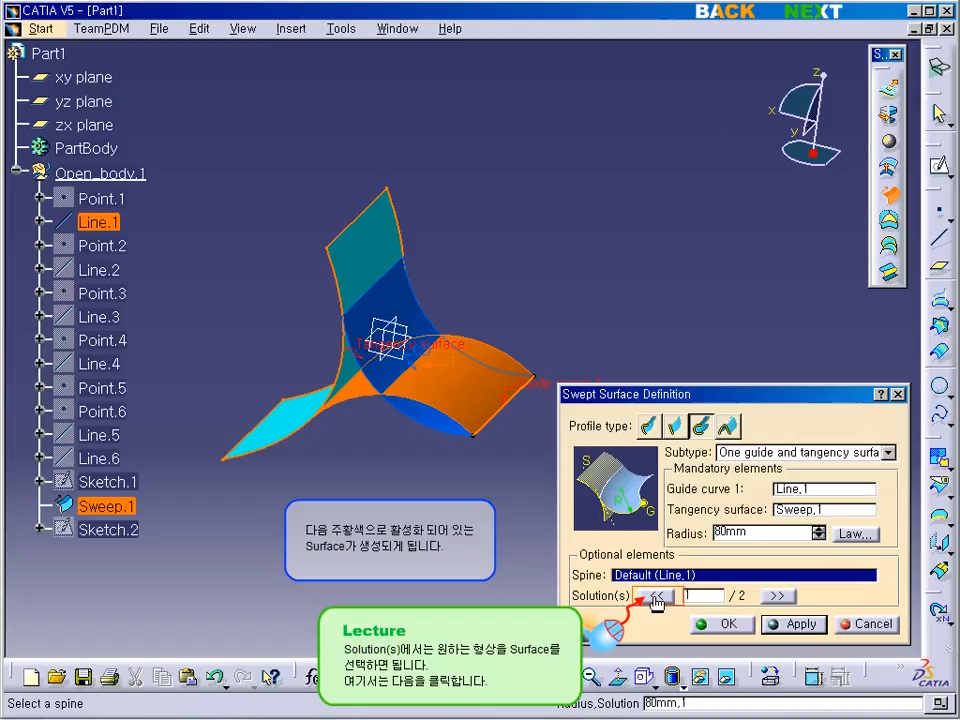 CATIA V5 - [Part1]
BACK NEXT
Start TeamPDM File Edit View Insert Tools Window Help
Part1
S..
xy plane
yz plane
zx plane
PartBody
Open_body.1
Point.1
Line.1
Point.2
Line.2
Point.3
Line.3
Point.4
Line.4
Point.5
Point.6
Line.5
Line.6
Sketch.1
Sweep.1
Sketch.2
z
x
y
Tangency surface
Swept Surface Definition
Profile type:
Subtype: One guide and tangency surfa
Mandatory elements
Guide curve 1: Line.1
Tangency surface: Sweep.1
Radius: 80mm Law...
S
R
G
Optional elements
Spine: Default (Line.1)
Solution(s) << 1 / 2 >>
OK Apply Cancel
다음 주황색으로 활성화 되어 있는
Surface가 생성되게 됩니다.
Lecture
Solution(s)에서는 원하는 형상을 Surface를
선택하면 됩니다.
여기서는 다음을 클릭합니다.
CATIA
Select a spine
Radius,Solution 80mm,1